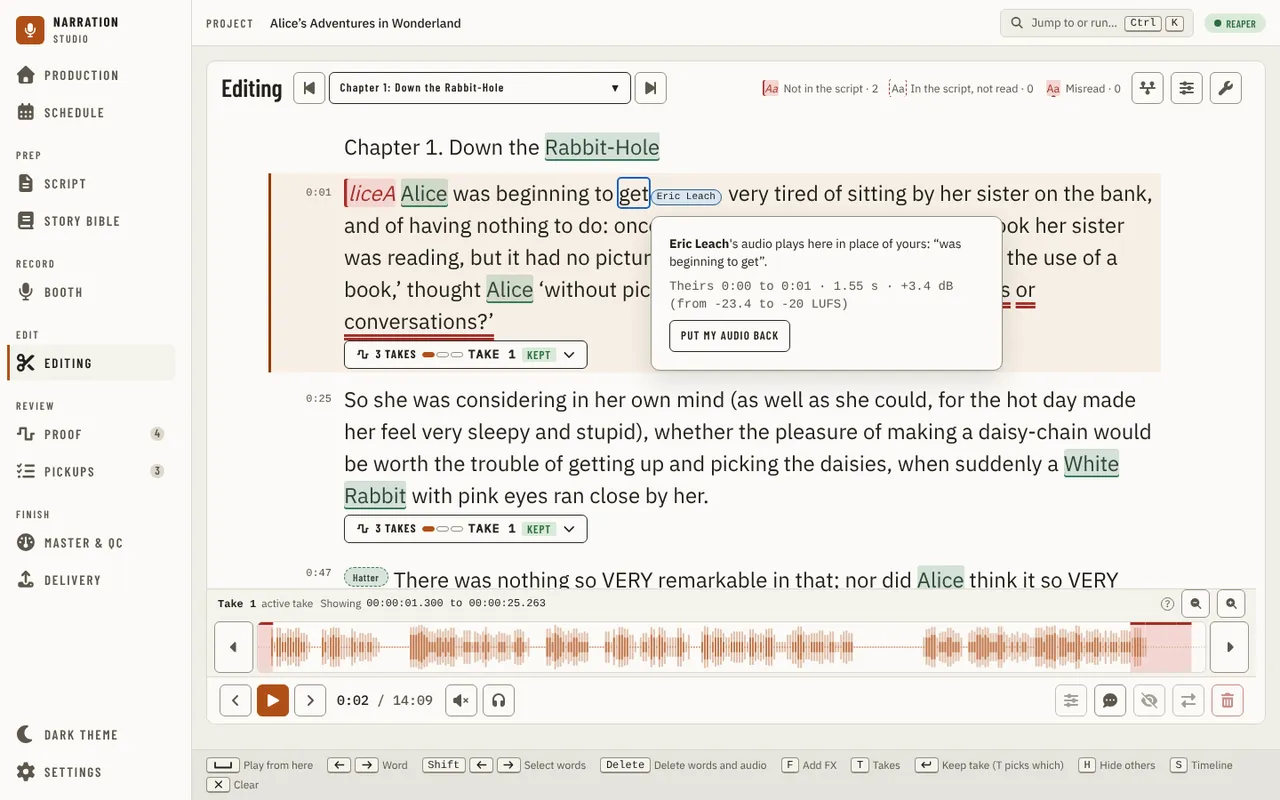 NARRATION
STUDIO
PRODUCTION
SCHEDULE
PREP
SCRIPT
STORY BIBLE
RECORD
BOOTH
EDIT
EDITING
REVIEW
PROOF 4
PICKUPS 3
FINISH
MASTER & QC
DELIVERY
DARK THEME
SETTINGS
PROJECT Alice's Adventures in Wonderland
Jump to or run... Ctrl K
REAPER
Editing
Chapter 1: Down the Rabbit-Hole
Aa Not in the script · 2 Aa In the script, not read · 0 Aa Misread · 0
Chapter 1. Down the Rabbit-Hole
0:01 liceA Alice was beginning to get Eric Leach very tired of sitting by her sister on the bank,
and of having nothing to do: once ook her sister
was reading, but it had no pictur the use of a
book,’ thought Alice ‘without pic s or
conversations?’
Eric Leach's audio plays here in place of yours: “was
beginning to get”.
Theirs 0:00 to 0:01 · 1.55 s · +3.4 dB
(from -23.4 to -20 LUFS)
PUT MY AUDIO BACK
3 TAKES TAKE 1 KEPT
0:25 So she was considering in her own mind (as well as she could, for the hot day made
her feel very sleepy and stupid), whether the pleasure of making a daisy-chain would
be worth the trouble of getting up and picking the daisies, when suddenly a White
Rabbit with pink eyes ran close by her.
3 TAKES TAKE 1 KEPT
0:47 Hatter There was nothing so VERY remarkable in that; nor did Alice think it so VERY
Take 1 active take Showing 00:00:01.300 to 00:00:25.263 ?
0:02 / 14:09
Play from here Word Shift Select words Delete Delete words and audio F Add FX T Takes Keep take (T picks which) H Hide others S Timeline
Clear